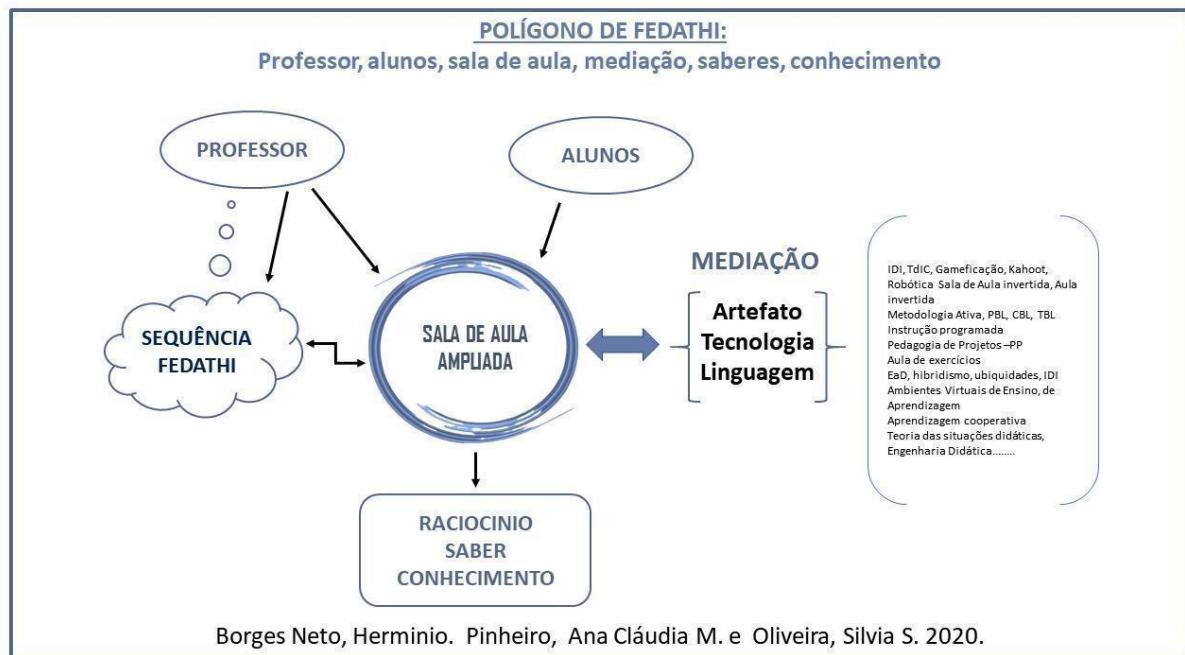 POLÍGONO DE FEDATHI:
Professor, alunos, sala de aula, mediação, saberes, conhecimento
PROFESSOR
ALUNOS
SEQUÊNCIA
FEDATHI
SALA DE AULA
AMPLIADA
MEDIAÇÃO
Artefato
Tecnologia
Linguagem
IDI, TdIC, Gameficação, Kahoot,
Robótica Sala de Aula invertida, Aula
invertida
Metodologia Ativa, PBL, CBL, TBL
Instrução programada
Pedagogia de Projetos –PP
Aula de exercícios
EaD, hibridismo, ubiquidades, IDI
Ambientes Virtuais de Ensino, de
Aprendizagem
Aprendizagem cooperativa
Teoria das situações didáticas,
Engenharia Didática........
RACIOCINIO
SABER
CONHECIMENTO
Borges Neto, Herminio. Pinheiro, Ana Cláudia M. e Oliveira, Silvia S. 2020.